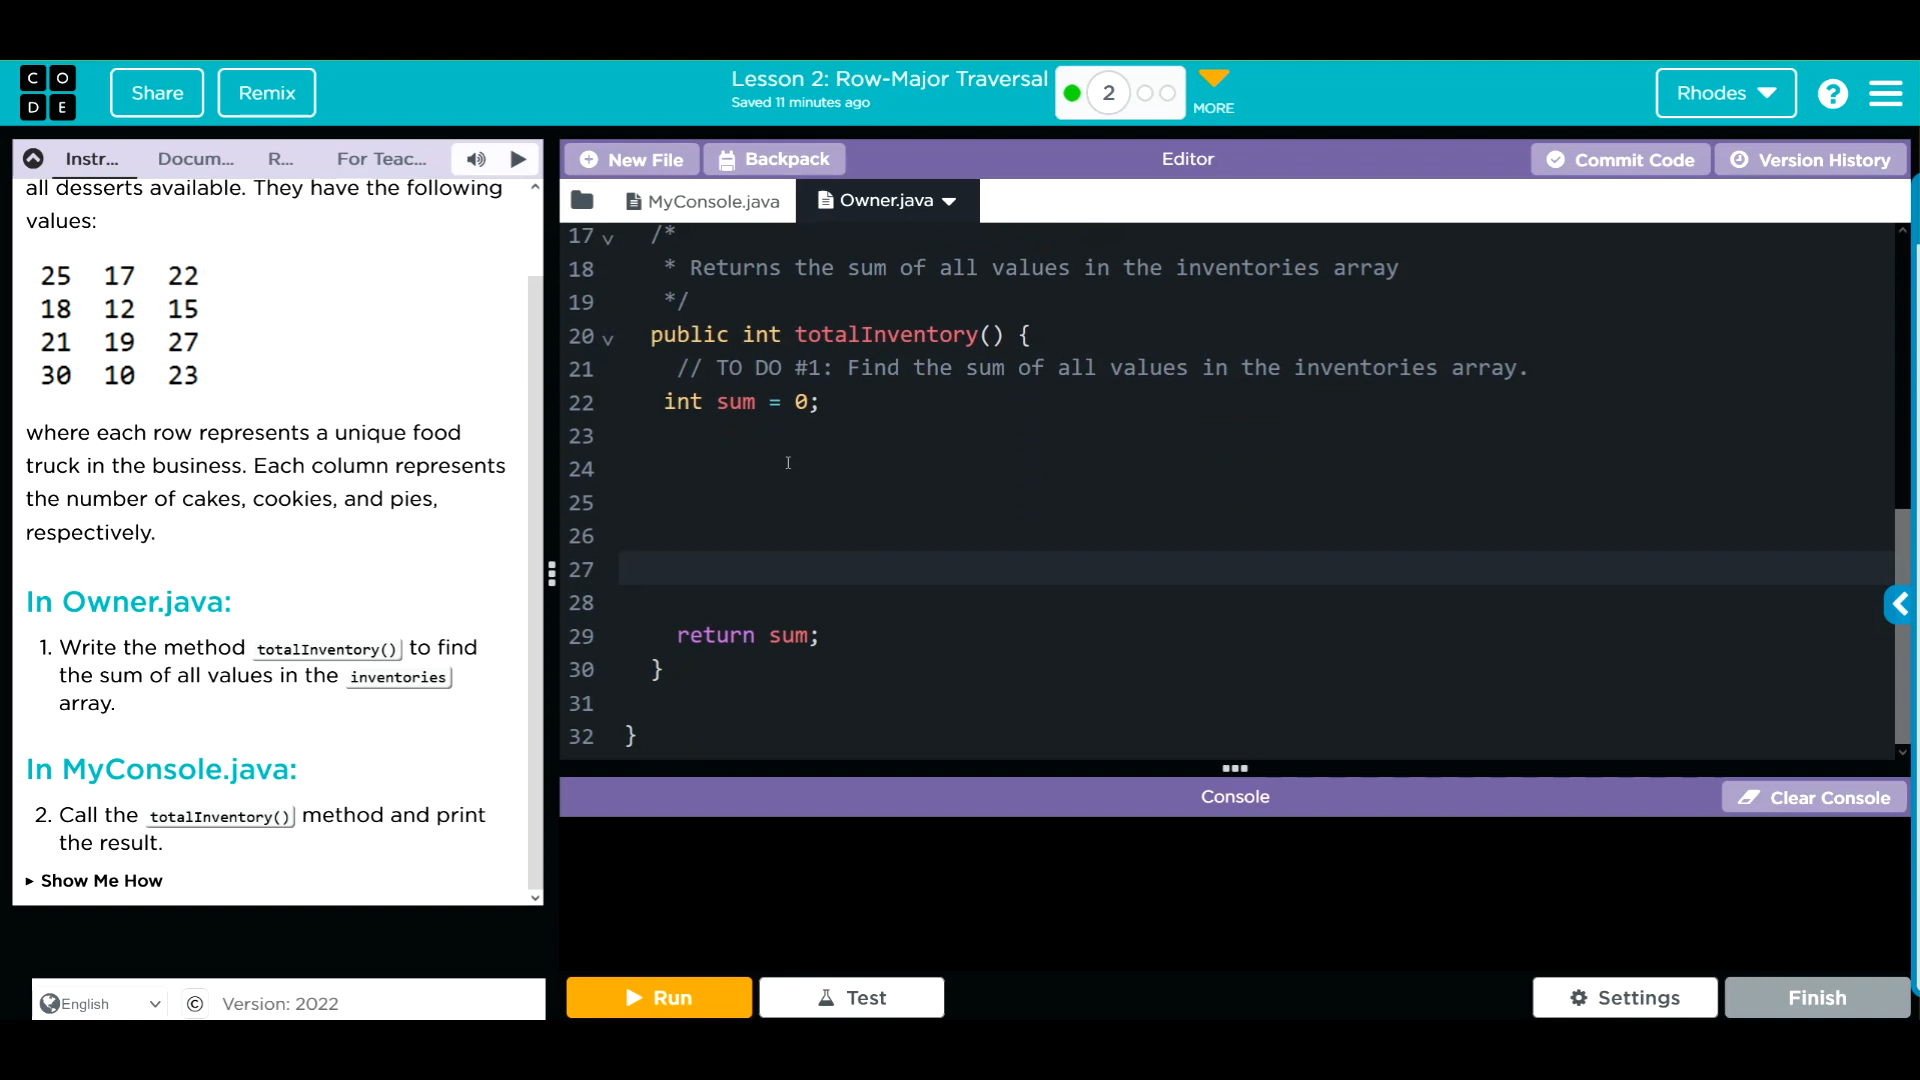 C O
D E
Share
Remix
Lesson 2: Row-Major Traversal
Saved 11 minutes ago
2
MORE
Rhodes
?
Instr...
Docum...
R...
For Teac...
all desserts available. They have the following
values:
25 17 22
18 12 15
21 19 27
30 10 23
where each row represents a unique food
truck in the business. Each column represents
the number of cakes, cookies, and pies,
respectively.
In Owner.java:
1. Write the method totalInventory() to find
the sum of all values in the inventories
array.
In MyConsole.java:
2. Call the totalInventory() method and print
the result.
Show Me How
New File
Backpack
Editor
Commit Code
Version History
MyConsole.java
Owner.java
17 /*
18 * Returns the sum of all values in the inventories array
19 */
20 public int totalInventory() {
21 // TO DO #1: Find the sum of all values in the inventories array.
22 int sum = 0;
23
24
25
26
27
28
29 return sum;
30 }
31
32 }
Console
Clear Console
English
©
Version: 2022
Run
Test
Settings
Finish